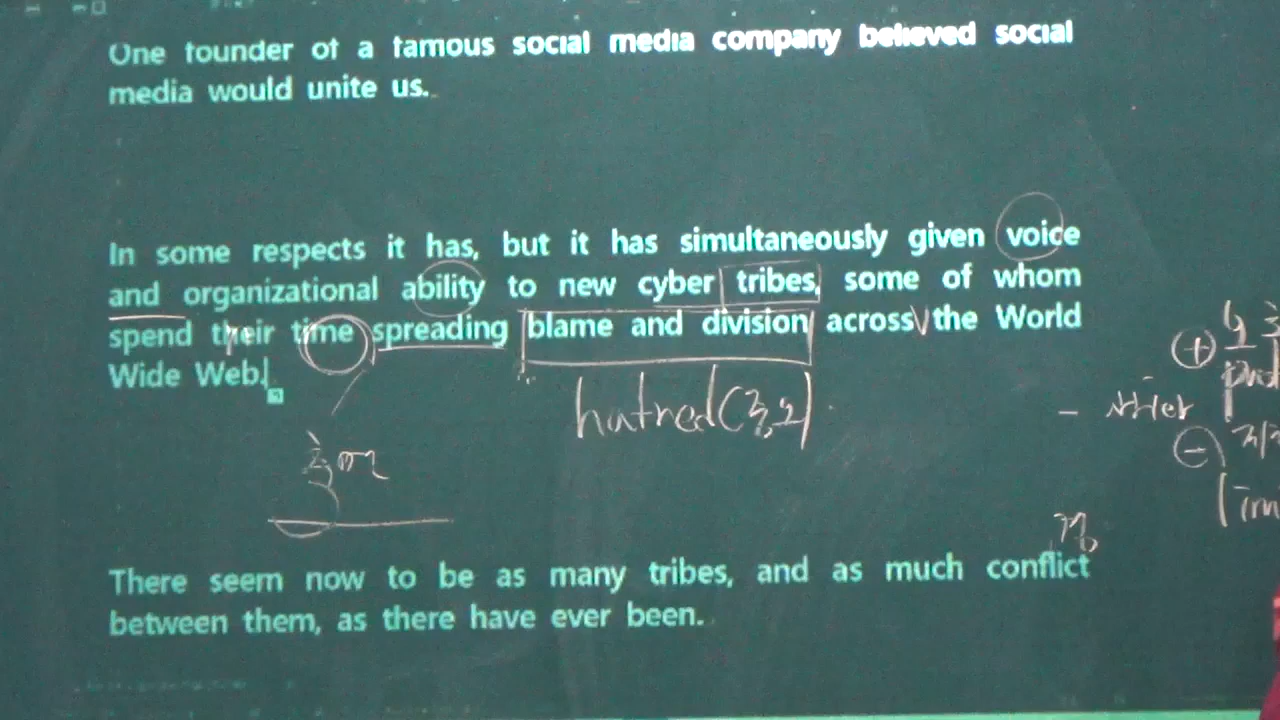 One founder of a famous social media company believed social
media would unite us.
In some respects it has, but it has simultaneously given voice
and organizational ability to new cyber tribes, some of whom
spend their time spreading blame and division across the World
Wide Web.
hatred(증오)
There seem now to be as many tribes, and as much conflict
between them, as there have ever been.